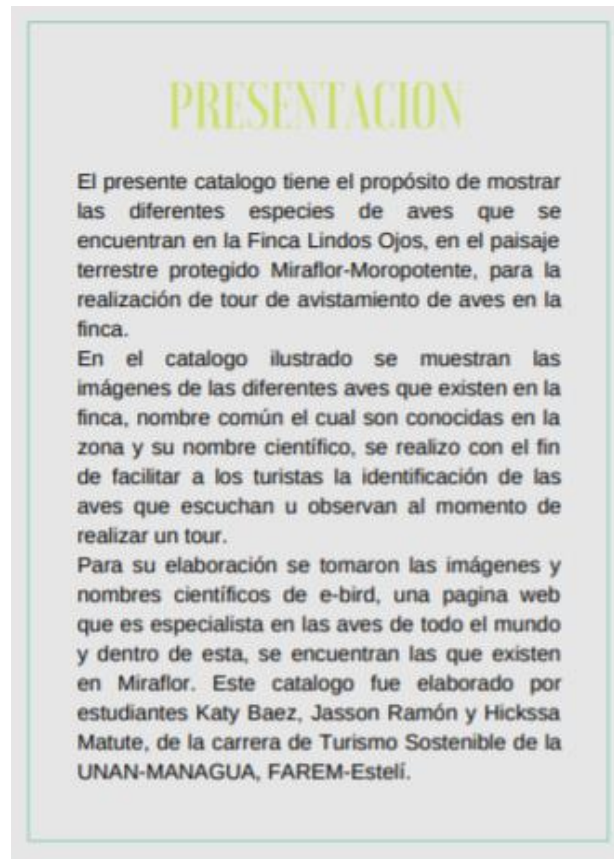 PRESENTACION
El presente catalogo tiene el propósito de mostrar
las diferentes especies de aves que se
encuentran en la Finca Lindos Ojos, en el paisaje
terrestre protegido Miraflor-Moropotente, para la
realización de tour de avistamiento de aves en la
finca.
En el catalogo ilustrado se muestran las
imágenes de las diferentes aves que existen en la
finca, nombre común el cual son conocidas en la
zona y su nombre científico, se realizo con el fin
de facilitar a los turistas la identificación de las
aves que escuchan u observan al momento de
realizar un tour.
Para su elaboración se tomaron las imágenes y
nombres científicos de e-bird, una pagina web
que es especialista en las aves de todo el mundo
y dentro de esta, se encuentran las que existen
en Miraflor. Este catalogo fue elaborado por
estudiantes Katy Baez, Jasson Ramón y Hickssa
Matute, de la carrera de Turismo Sostenible de la
UNAN-MANAGUA, FAREM-Estelí.